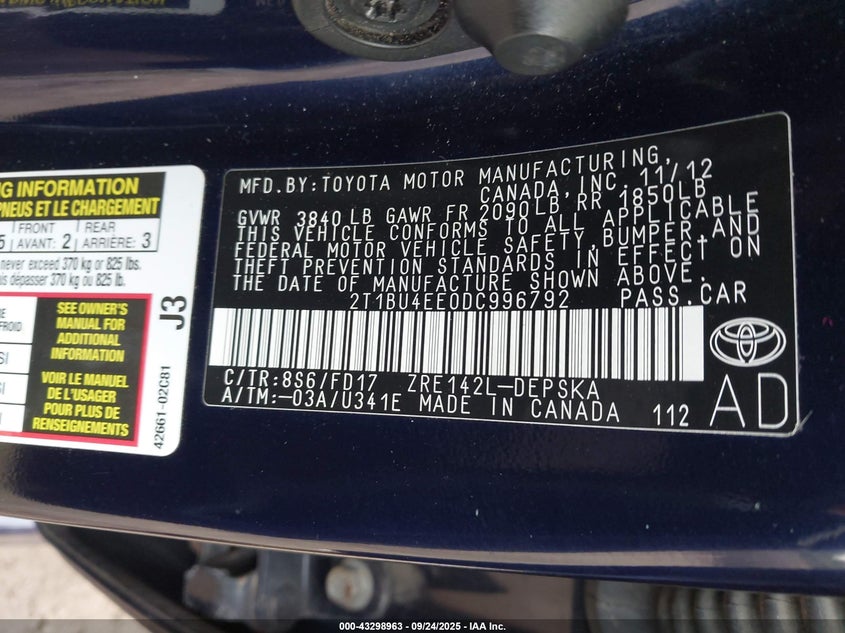 NG INFORMATION
PNEUS ET LE CHARGEMENT
5 FRONT AVANT: 2 REAR ARRIÈRE: 3
never exceed 370 kg or 825 lbs.
dépasser 370 kg ou 825 lb.
FROID
SEE OWNER'S
MANUAL FOR
ADDITIONAL
INFORMATION
VOIR LE MANUEL
DE L'USAGER
POUR PLUS DE
RENSEIGNEMENTS
J3
42661-02C81
MFD.BY:TOYOTA MOTOR MANUFACTURING,
CANADA,INC. 11/12
GVWR 3840LB GAWR FR 2090LB,RR 1850LB
THIS VEHICLE CONFORMS TO ALL APPLICABLE
FEDERAL MOTOR VEHICLE SAFETY,BUMPER,AND
THEFT PREVENTION STANDARDS IN EFFECT ON
THE DATE OF MANUFACTURE SHOWN ABOVE.
2T1BU4EE0DC996792 PASS.CAR
C/TR:8S6/FD17 ZRE142L-DEPSKA
A/TM:-03A/U341E MADE IN CANADA 112
AD
000-43298963 - 09/24/2025 - IAA Inc.